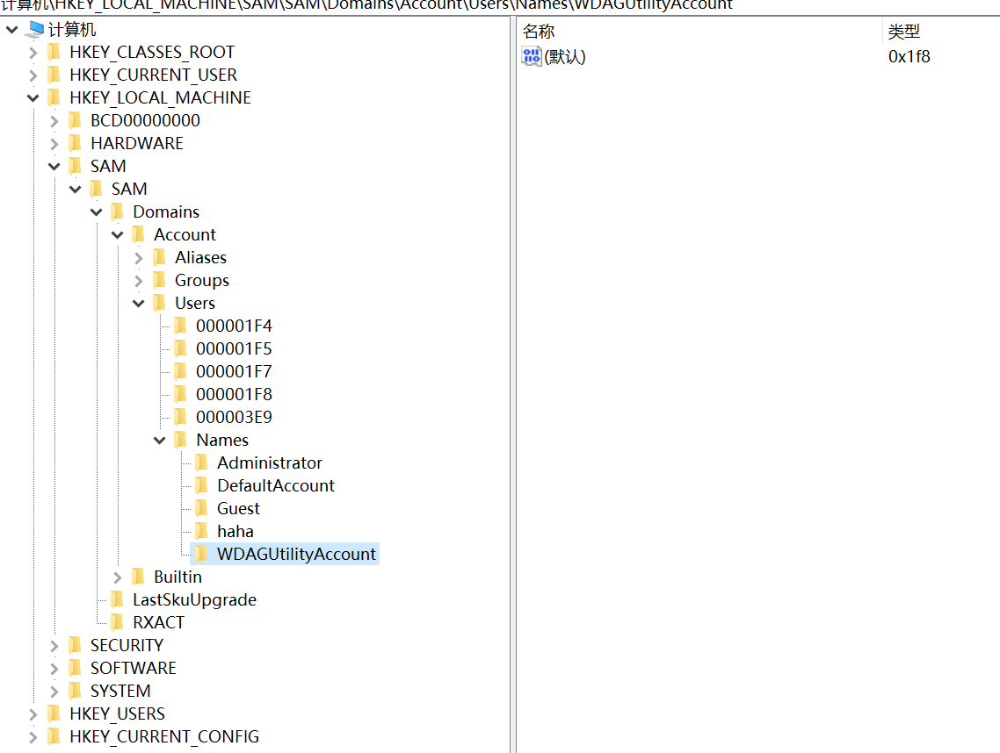 计算机\HKEY_LOCAL_MACHINE\SAM\SAM\Domains\Account\Users\Names\WDAGUtilityAccount
计算机
HKEY_CLASSES_ROOT
HKEY_CURRENT_USER
HKEY_LOCAL_MACHINE
BCD00000000
HARDWARE
SAM
SAM
Domains
Account
Aliases
Groups
Users
000001F4
000001F5
000001F7
000001F8
000003E9
Names
Administrator
DefaultAccount
Guest
haha
WDAGUtilityAccount
Builtin
LastSkuUpgrade
RXACT
SECURITY
SOFTWARE
SYSTEM
HKEY_USERS
HKEY_CURRENT_CONFIG
名称 类型
(默认) 0x1f8